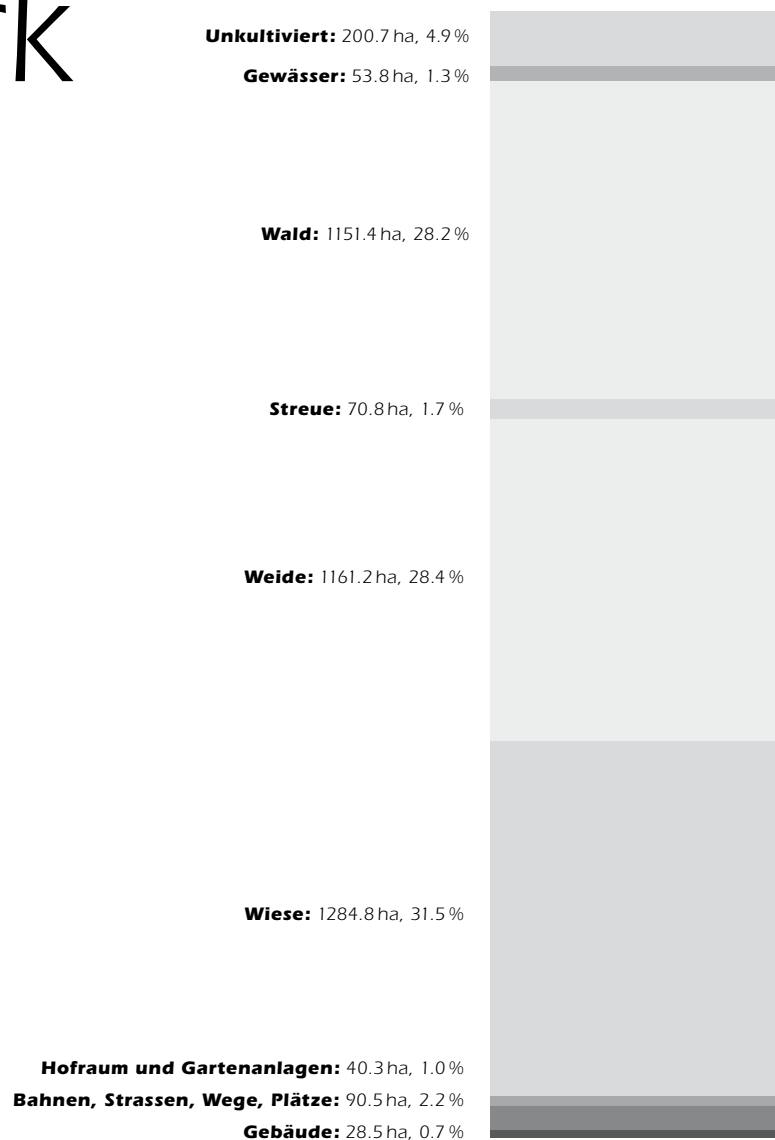 rk
Unkultiviert: 200.7 ha, 4.9 %
Gewässer: 53.8 ha, 1.3 %
Wald: 1151.4 ha, 28.2 %
Streue: 70.8 ha, 1.7 %
Weide: 1161.2 ha, 28.4 %
Wiese: 1284.8 ha, 31.5 %
Hofraum und Gartenanlagen: 40.3 ha, 1.0 %
Bahnen, Strassen, Wege, Plätze: 90.5 ha, 2.2 %
Gebäude: 28.5 ha, 0.7 %